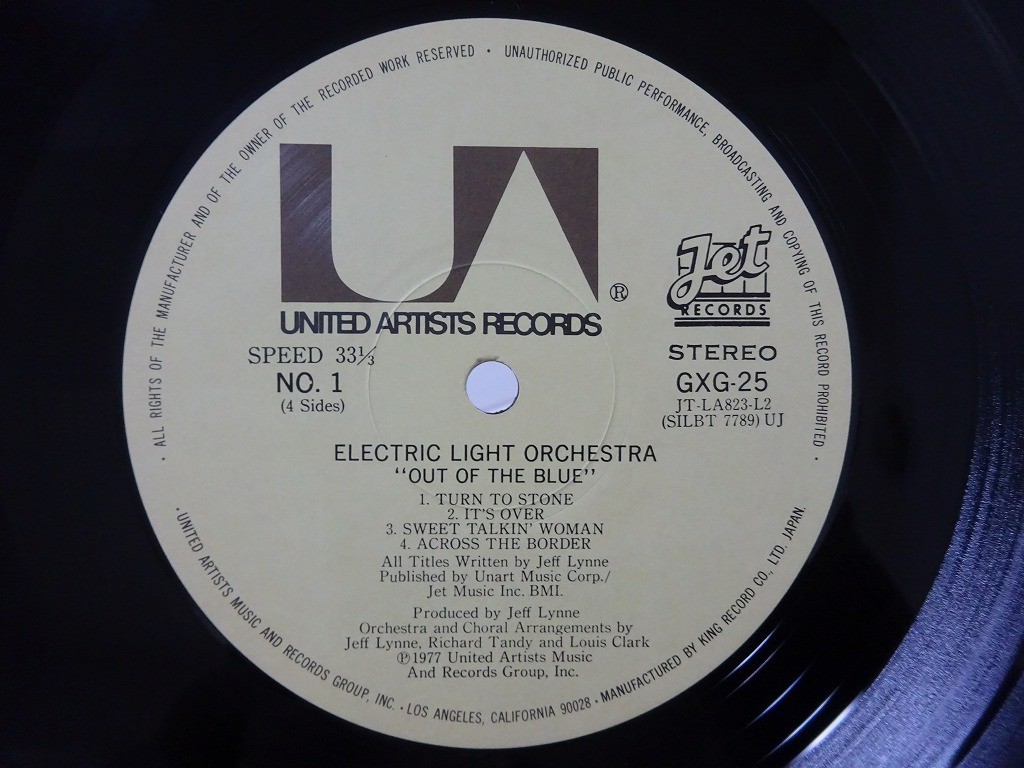 · ALL RIGHTS OF THE MANUFACTURER AND OF THE OWNER OF THE RECORDED WORK RESERVED · UNAUTHORIZED PUBLIC PERFORMANCE, BROADCASTING AND COPYING OF THIS RECORD PROHIBITED ·
UA
®
UNITED ARTISTS RECORDS
Jet
RECORDS
SPEED 33⅓
NO. 1
(4 Sides)
STEREO
GXG-25
JT-LA823-L2
(SILBT 7789) UJ
ELECTRIC LIGHT ORCHESTRA
"OUT OF THE BLUE"
1. TURN TO STONE
2. IT'S OVER
3. SWEET TALKIN' WOMAN
4. ACROSS THE BORDER
All Titles Written by Jeff Lynne
Published by Unart Music Corp./
Jet Music Inc. BMI.
Produced by Jeff Lynne
Orchestra and Choral Arrangements by
Jeff Lynne, Richard Tandy and Louis Clark
℗1977 United Artists Music
And Records Group, Inc.
· UNITED ARTISTS MUSIC AND RECORDS GROUP, INC. · LOS ANGELES, CALIFORNIA 90028 · MANUFACTURED BY KING RECORD CO., LTD. JAPAN.